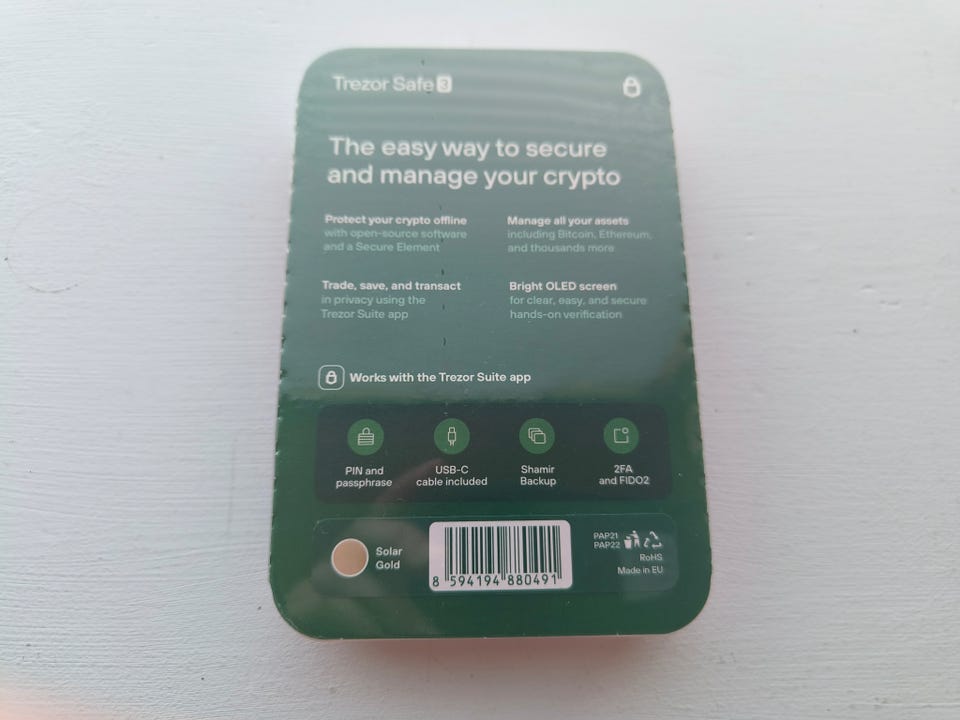 Trezor Safe 3
The easy way to secure
and manage your crypto
Protect your crypto offline
with open-source software
and a Secure Element
Manage all your assets
including Bitcoin, Ethereum,
and thousands more
Trade, save, and transact
in privacy using the
Trezor Suite app
Bright OLED screen
for clear, easy, and secure
hands-on verification
Works with the Trezor Suite app
PIN and
passphrase
USB-C
cable included
Shamir
Backup
2FA
and FIDO2
Solar
Gold
8 594194 880491
PAP21
PAP22
RoHS
Made in EU